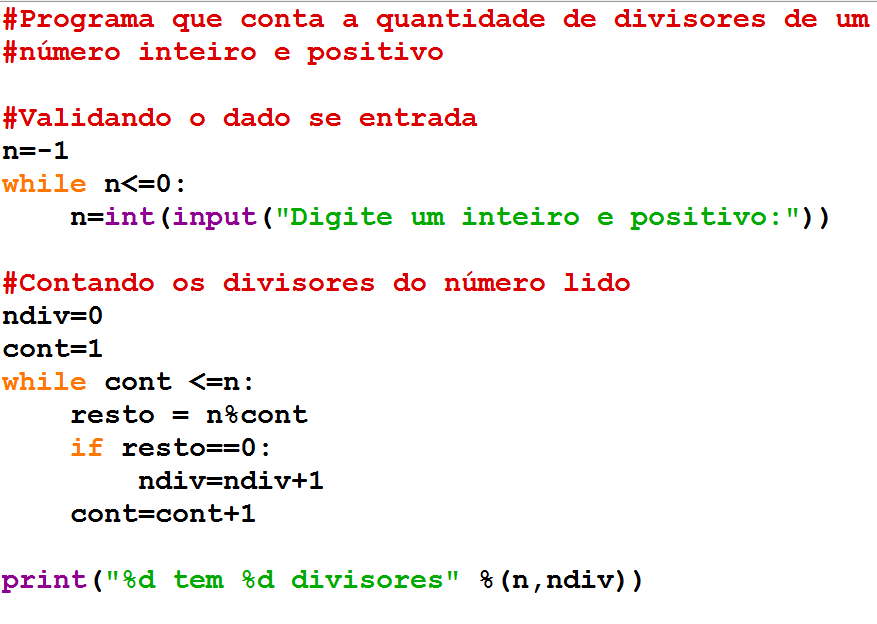 #Programa que conta a quantidade de divisores de um
#número inteiro e positivo

#Validando o dado se entrada
n=-1
while n<=0:
    n=int(input("Digite um inteiro e positivo:"))

#Contando os divisores do número lido
ndiv=0
cont=1
while cont <=n:
    resto = n%cont
    if resto==0:
        ndiv=ndiv+1
    cont=cont+1

print("%d tem %d divisores" %(n,ndiv))